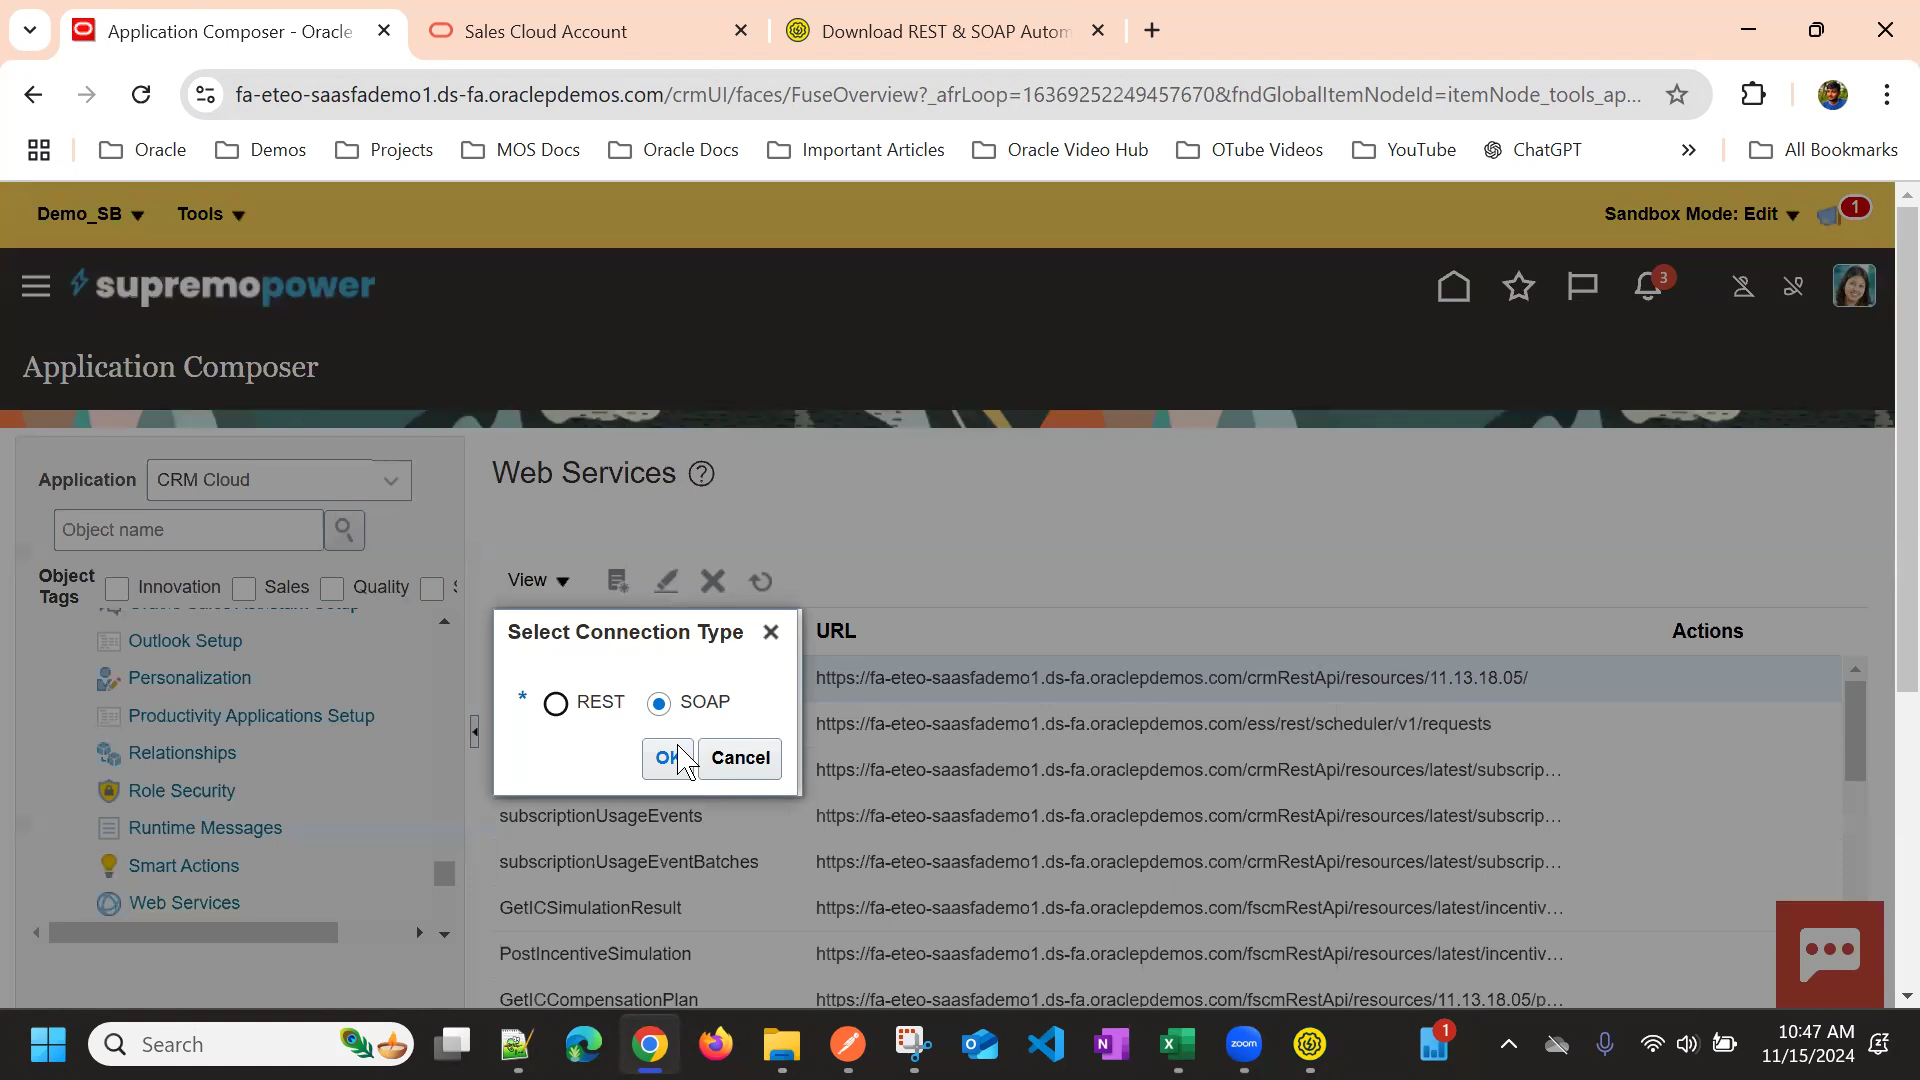 Application Composer - Oracle
Sales Cloud Account
Download REST & SOAP Autom
fa-eteo-saasfademo1.ds-fa.oraclepdemos.com/crmUI/faces/FuseOverview?_afrLoop=16369252249457670&fndGlobalItemNodeId=itemNode_tools_ap...
Oracle
Demos
Projects
MOS Docs
Oracle Docs
Important Articles
Oracle Video Hub
OTube Videos
YouTube
ChatGPT
All Bookmarks
Demo_SB
Tools
Sandbox Mode: Edit
1
supremopower
3
Application Composer
Application
CRM Cloud
Object name
Object Tags
Innovation
Sales
Quality
Outlook Setup
Personalization
Productivity Applications Setup
Relationships
Role Security
Runtime Messages
Smart Actions
Web Services
Web Services
View
Select Connection Type
* REST SOAP
OK Cancel
URL
Actions
https://fa-eteo-saasfademo1.ds-fa.oraclepdemos.com/crmRestApi/resources/11.13.18.05/
https://fa-eteo-saasfademo1.ds-fa.oraclepdemos.com/ess/rest/scheduler/v1/requests
https://fa-eteo-saasfademo1.ds-fa.oraclepdemos.com/crmRestApi/resources/latest/subscrip...
subscriptionUsageEvents https://fa-eteo-saasfademo1.ds-fa.oraclepdemos.com/crmRestApi/resources/latest/subscrip...
subscriptionUsageEventBatches https://fa-eteo-saasfademo1.ds-fa.oraclepdemos.com/crmRestApi/resources/latest/subscrip...
GetICSimulationResult https://fa-eteo-saasfademo1.ds-fa.oraclepdemos.com/fscmRestApi/resources/latest/incentiv...
PostIncentiveSimulation https://fa-eteo-saasfademo1.ds-fa.oraclepdemos.com/fscmRestApi/resources/latest/incentiv...
GetICCompensationPlan https://fa-eteo-saasfademo1.ds-fa.oraclepdemos.com/fscmRestApi/resources/11.13.18.05/p...
Search
zoom
1
10:47 AM
11/15/2024